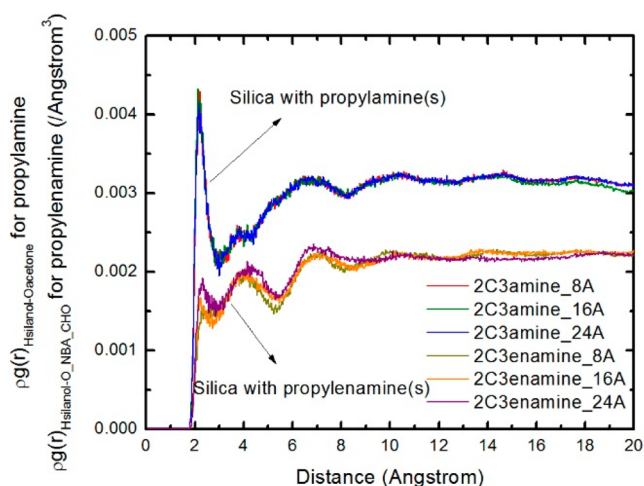 ρg(r)Hsilanol-Oacetone for propylamine
ρg(r)Hsilanol-O_NBA_CHO for propylenamine (/Angstrom³)
0.005
0.004
0.003
0.002
0.001
0.000
Silica with propylamine(s)
Silica with propylenamine(s)
2C3amine_8A
2C3amine_16A
2C3amine_24A
2C3enamine_8A
2C3enamine_16A
2C3enamine_24A
0 2 4 6 8 10 12 14 16 18 20
Distance (Angstrom)